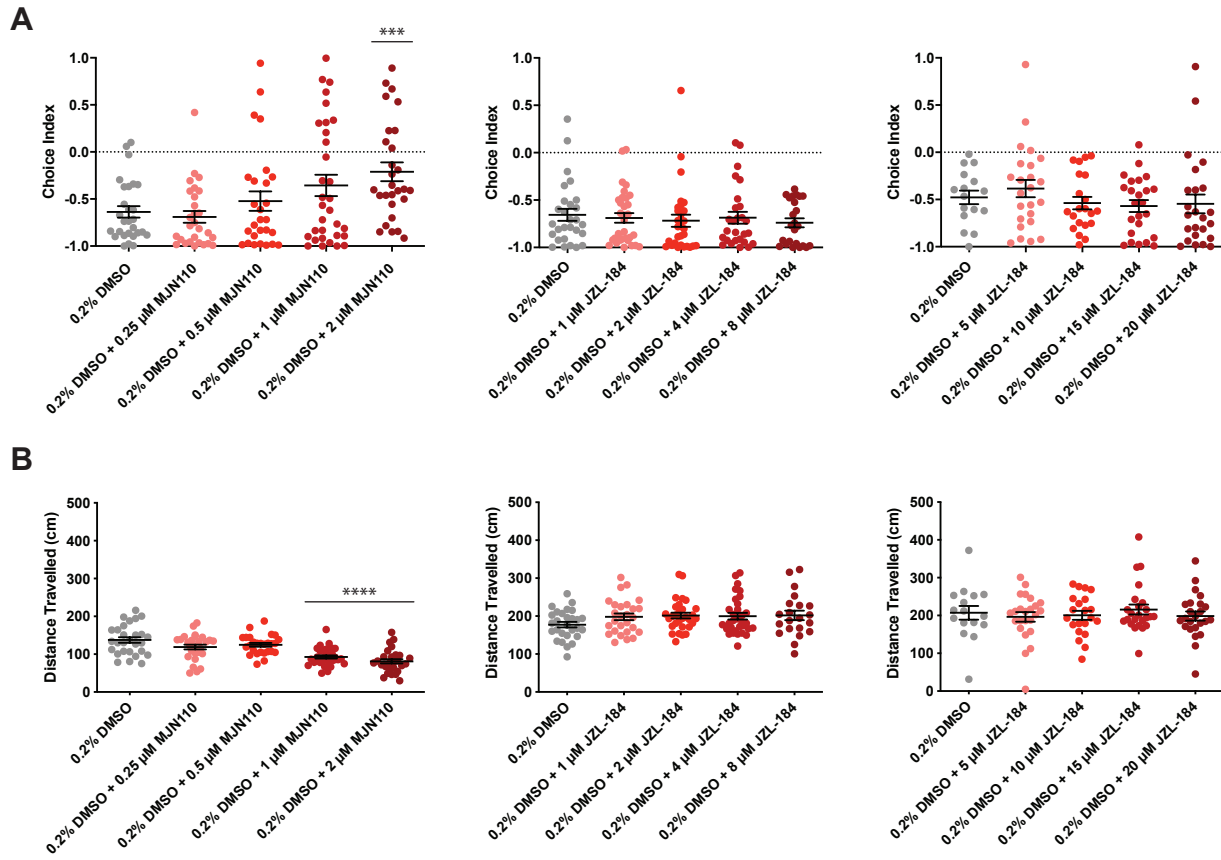 A
***
Choice Index
1.0
0.5
0.0
-0.5
-1.0
0.2% DMSO
0.2% DMSO + 0.25 µM MJN110
0.2% DMSO + 0.5 µM MJN110
0.2% DMSO + 1 µM MJN110
0.2% DMSO + 2 µM MJN110
Choice Index
1.0
0.5
0.0
-0.5
-1.0
0.2% DMSO
0.2% DMSO + 1 µM JZL-184
0.2% DMSO + 2 µM JZL-184
0.2% DMSO + 4 µM JZL-184
0.2% DMSO + 8 µM JZL-184
Choice Index
1.0
0.5
0.0
-0.5
-1.0
0.2% DMSO
0.2% DMSO + 5 µM JZL-184
0.2% DMSO + 10 µM JZL-184
0.2% DMSO + 15 µM JZL-184
0.2% DMSO + 20 µM JZL-184
B
****
Distance Travelled (cm)
500
400
300
200
100
0
0.2% DMSO
0.2% DMSO + 0.25 µM MJN110
0.2% DMSO + 0.5 µM MJN110
0.2% DMSO + 1 µM MJN110
0.2% DMSO + 2 µM MJN110
Distance Travelled (cm)
500
400
300
200
100
0
0.2% DMSO
0.2% DMSO + 1 µM JZL-184
0.2% DMSO + 2 µM JZL-184
0.2% DMSO + 4 µM JZL-184
0.2% DMSO + 8 µM JZL-184
Distance Travelled (cm)
500
400
300
200
100
0
0.2% DMSO
0.2% DMSO + 5 µM JZL-184
0.2% DMSO + 10 µM JZL-184
0.2% DMSO + 15 µM JZL-184
0.2% DMSO + 20 µM JZL-184